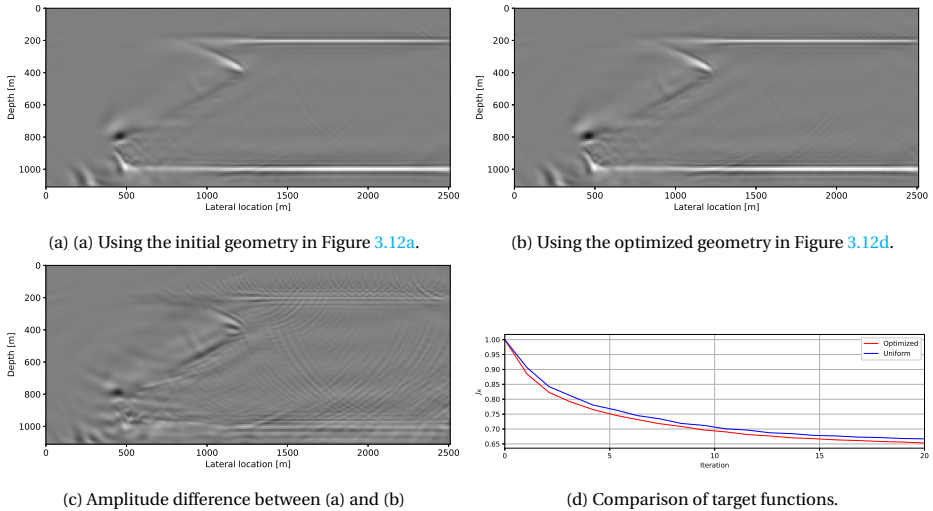 0
200
400
600
800
1000
Depth [m]
0 500 1000 1500 2000 2500
Lateral location [m]
(a) (a) Using the initial geometry in Figure 3.12a.
0
200
400
600
800
1000
Depth [m]
0 500 1000 1500 2000 2500
Lateral location [m]
(b) Using the optimized geometry in Figure 3.12d.
0
200
400
600
800
1000
Depth [m]
0 500 1000 1500 2000 2500
Lateral location [m]
(c) Amplitude difference between (a) and (b)
1.00
0.95
0.90
0.85
0.80
0.75
0.70
0.65
Jk
0 5 10 15 20
Iteration
Optimized
Uniform
(d) Comparison of target functions.